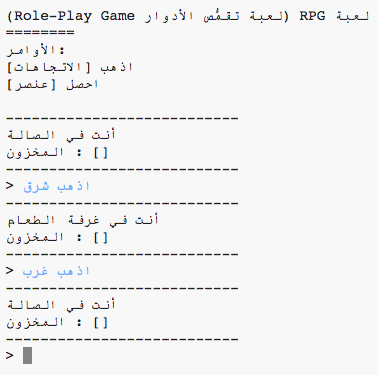 لعبة RPG (لعبة تقمُّص الأدوار Role-Play Game)
========
الأوامر:
اذهب [الاتجاهات]
احصل [عنصر]
---------------------------
أنت في الصالة
المخزون : []
---------------------------
> اذهب شرق
---------------------------
أنت في غرفة الطعام
المخزون : []
---------------------------
> اذهب غرب
---------------------------
أنت في الصالة
المخزون : []
---------------------------
>